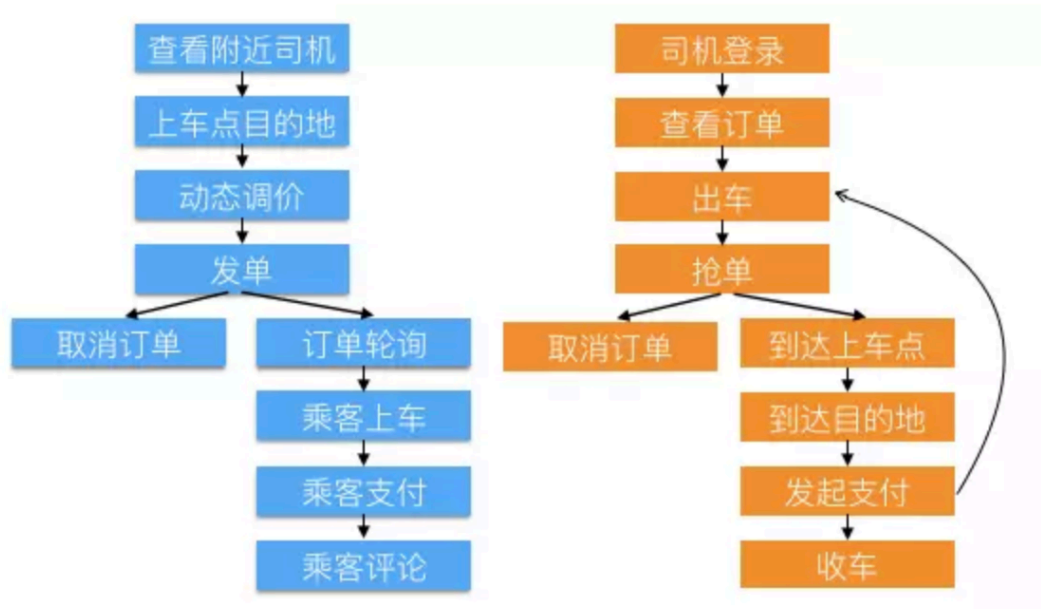 查看附近司机
上车点目的地
动态调价
发单
取消订单
订单轮询
乘客上车
乘客支付
乘客评论
司机登录
查看订单
出车
抢单
取消订单
到达上车点
到达目的地
发起支付
收车